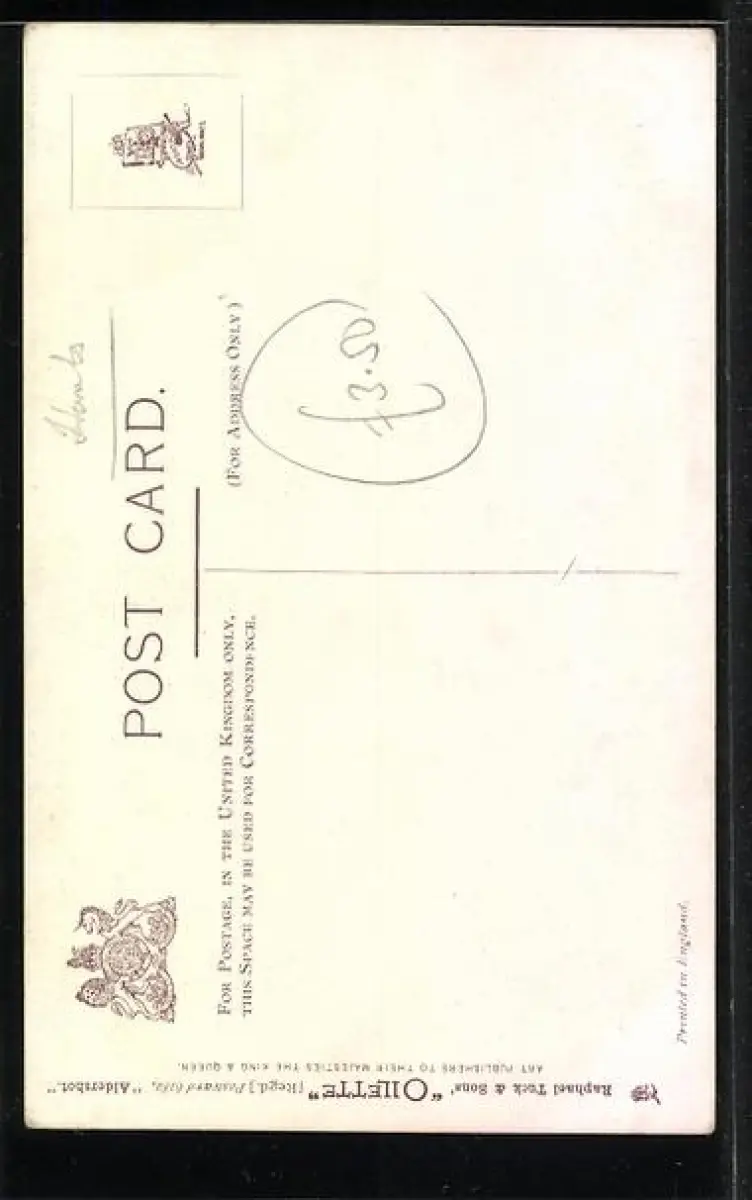 Hants
POST CARD.
FOR POSTAGE, IN THE UNITED KINGDOM ONLY,
THIS SPACE MAY BE USED FOR CORRESPONDENCE.
(FOR ADDRESS ONLY)
£3.50
Raphael Tuck & Sons' "OILETTE" [Regd.] Postcard "Aldershot."
ART PUBLISHERS TO THEIR MAJESTIES THE KING & QUEEN.
Printed in England.